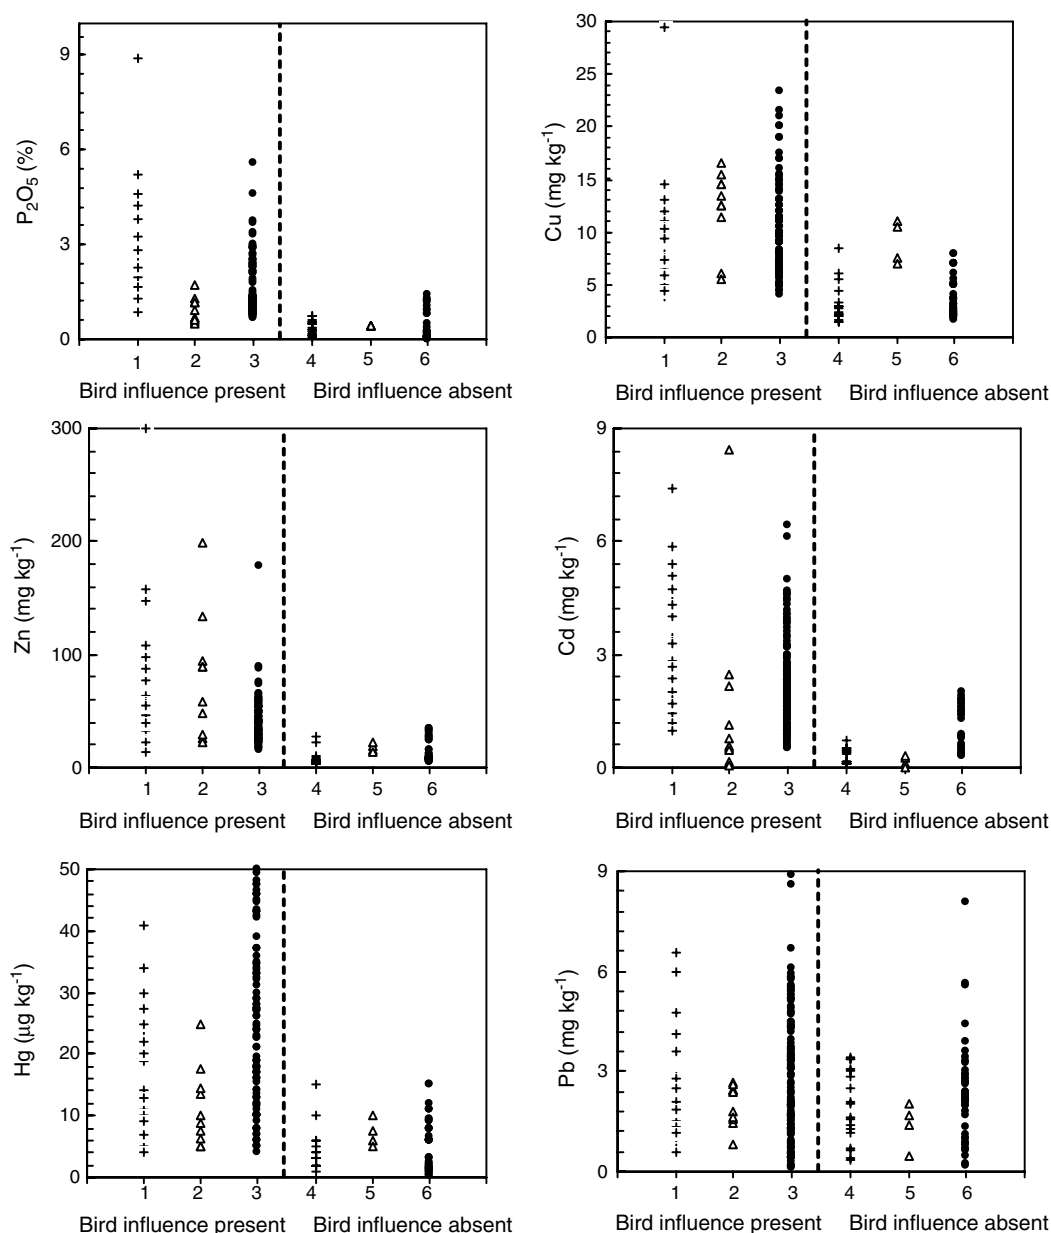 P2O5 (%)
9
6
3
0
1 2 3 4 5 6
Bird influence present Bird influence absent
Cu (mg kg-1)
30
25
20
15
10
5
0
1 2 3 4 5 6
Bird influence present Bird influence absent
Zn (mg kg-1)
300
200
100
0
1 2 3 4 5 6
Bird influence present Bird influence absent
Cd (mg kg-1)
9
6
3
0
1 2 3 4 5 6
Bird influence present Bird influence absent
Hg (µg kg-1)
50
40
30
20
10
0
1 2 3 4 5 6
Bird influence present Bird influence absent
Pb (mg kg-1)
9
6
3
0
1 2 3 4 5 6
Bird influence present Bird influence absent